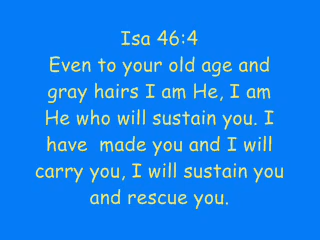 Isa 46:4
Even to your old age and
gray hairs I am He, I am
He who will sustain you. I
have  made you and I will
carry you, I will sustain you
and rescue you.